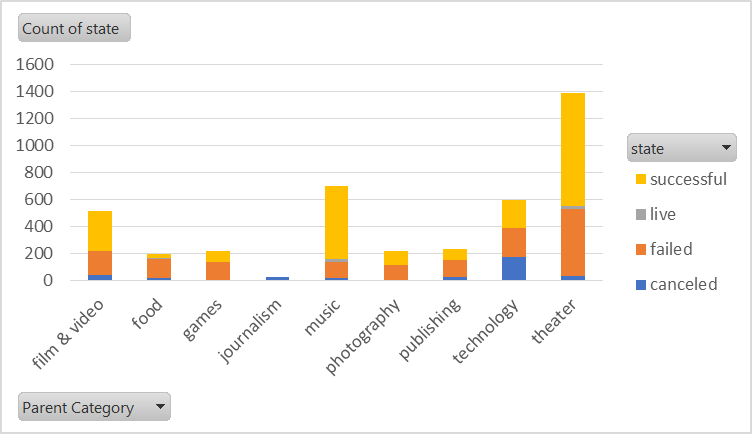 Count of state
1600
1400
1200
1000
800
600
400
200
0
film & video
food
games
journalism
music
photography
publishing
technology
theater
state
successful
live
failed
canceled
Parent Category